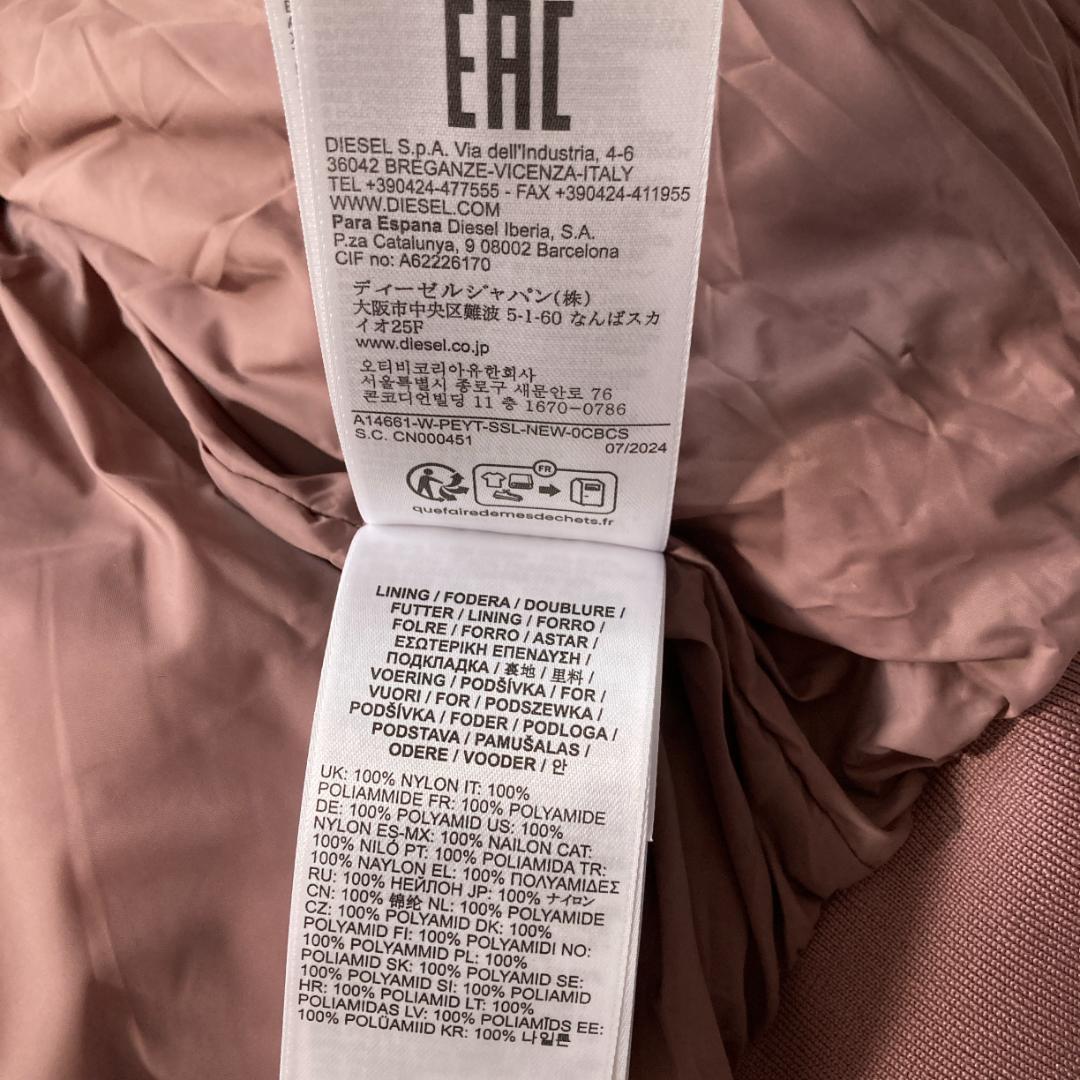 EAC
DIESEL S.p.A. Via dell'Industria, 4-6
36042 BREGANZE-VICENZA-ITALY
TEL +390424-477555 - FAX +390424-411955
WWW.DIESEL.COM
Para Espana Diesel Iberia, S.A.
P.za Catalunya, 9 08002 Barcelona
CIF no: A62226170
ディーゼルジャパン(株)
大阪市中央区難波 5-1-60 なんばスカ
イオ25F
www.diesel.co.jp
오티비코리아유한회사
서울특별시 종로구 새문안로 76
콘코디언빌딩 11 층 1670-0786
A14661-W-PEYT-SSL-NEW-0CBCS
S.C. CN000451 07/2024
FR
quefairedemesdechets.fr
LINING / FODERA / DOUBLURE /
FUTTER / LINING / FORRO /
FOLRE / FORRO / ASTAR /
ΕΣΩΤΕΡΙΚΗ ΕΠΕΝΔΥΣΗ /
ПОДКЛАДКА / 裏地 / 里料 /
VOERING / PODŠÍVKA / FOR /
VUORI / FOR / PODSZEWKA /
PODŠÍVKA / FODER / PODLOGA /
PODSTAVA / PAMUŠALAS /
ODERE / VOODER / 안
UK: 100% NYLON IT: 100%
POLIAMMIDE FR: 100% POLYAMIDE
DE: 100% POLYAMID US: 100%
NYLON ES-MX: 100% NAILON CAT:
100% NILÓ PT: 100% POLIAMIDA TR:
100% NAYLON EL: 100% ΠΟΛΥΑΜΙΔΕΣ
RU: 100% НЕЙЛОН JP: 100% ナイロン
CN: 100% 锦纶 NL: 100% POLYAMIDE
CZ: 100% POLYAMID DK: 100%
POLYAMID FI: 100% POLYAMIDI NO:
100% POLYAMMID PL: 100%
POLIAMID SK: 100% POLYAMID SE:
100% POLYAMID SI: 100% POLIAMID
HR: 100% POLIAMID LT: 100%
POLIAMIDAS LV: 100% POLIAMĪDS EE:
100% POLÜAMIID KR: 100% 나일론